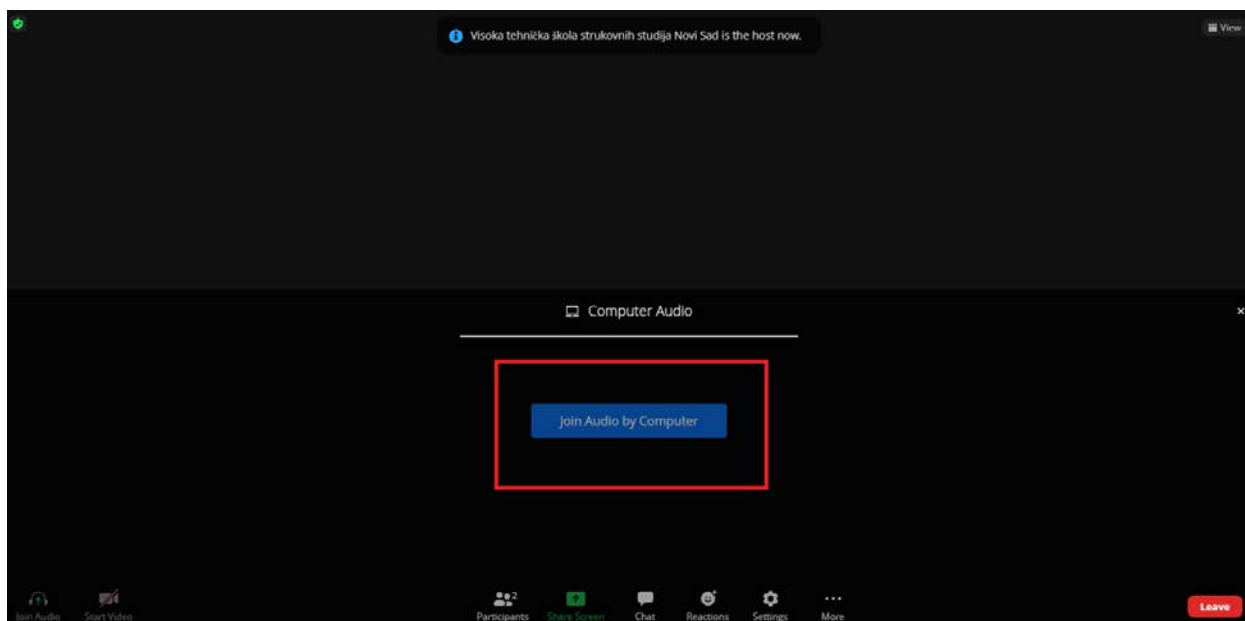 Visoka tehnička škola strukovnih studija Novi Sad is the host now.
View
Computer Audio
Join Audio by Computer
2
Join Audio
Start Video
Participants
Share Screen
Chat
Reactions
Settings
More
Leave